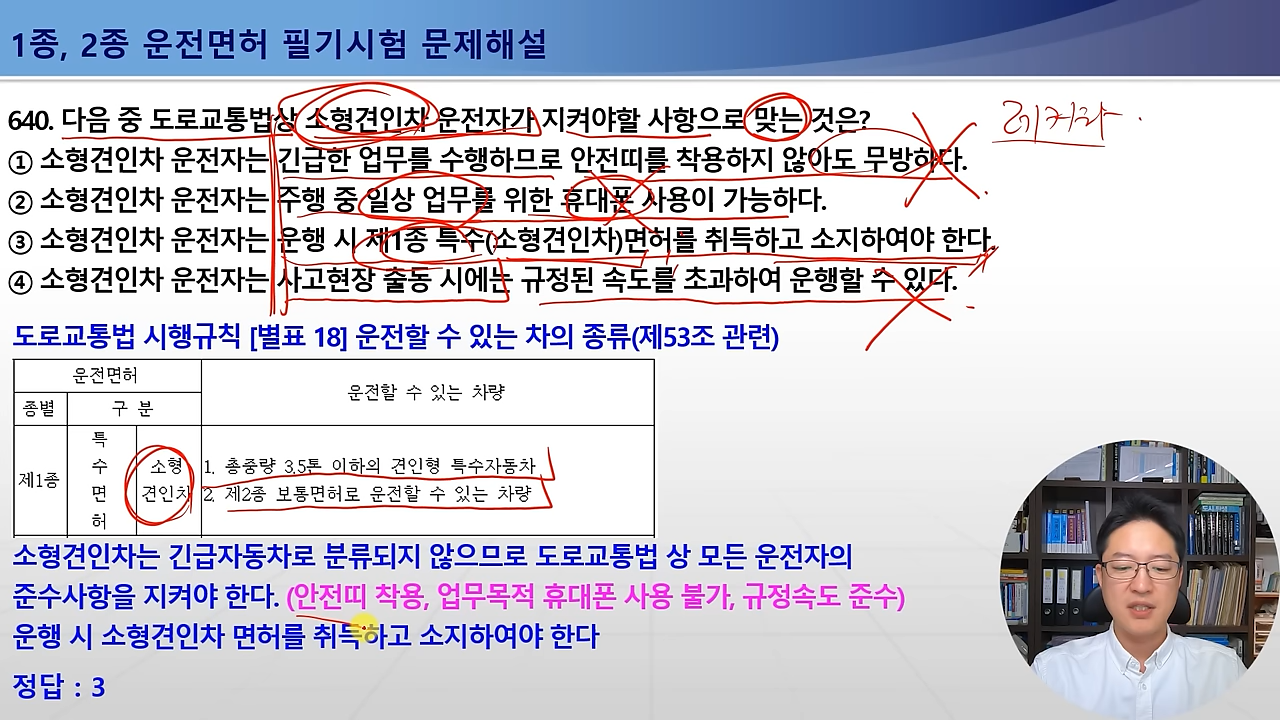 1종, 2종 운전면허 필기시험 문제해설
640. 다음 중 도로교통법상 소형견인차 운전자가 지켜야할 사항으로 맞는 것은?
레커차.
① 소형견인차 운전자는 긴급한 업무를 수행하므로 안전띠를 착용하지 않아도 무방하다.
② 소형견인차 운전자는 주행 중 일상 업무를 위한 휴대폰 사용이 가능하다.
③ 소형견인차 운전자는 운행 시 제1종 특수(소형견인차)면허를 취득하고 소지하여야 한다.
④ 소형견인차 운전자는 사고현장 출동 시에는 규정된 속도를 초과하여 운행할 수 있다.
도로교통법 시행규칙 [별표 18] 운전할 수 있는 차의 종류(제53조 관련)
운전면허
운전할 수 있는 차량
종별 구 분
제1종
특
수
면
허
소형
견인차
1. 총중량 3.5톤 이하의 견인형 특수자동차
2. 제2종 보통면허로 운전할 수 있는 차량
소형견인차는 긴급자동차로 분류되지 않으므로 도로교통법 상 모든 운전자의
준수사항을 지켜야 한다. (안전띠 착용, 업무목적 휴대폰 사용 불가, 규정속도 준수)
운행 시 소형견인차 면허를 취득하고 소지하여야 한다
정답 : 3